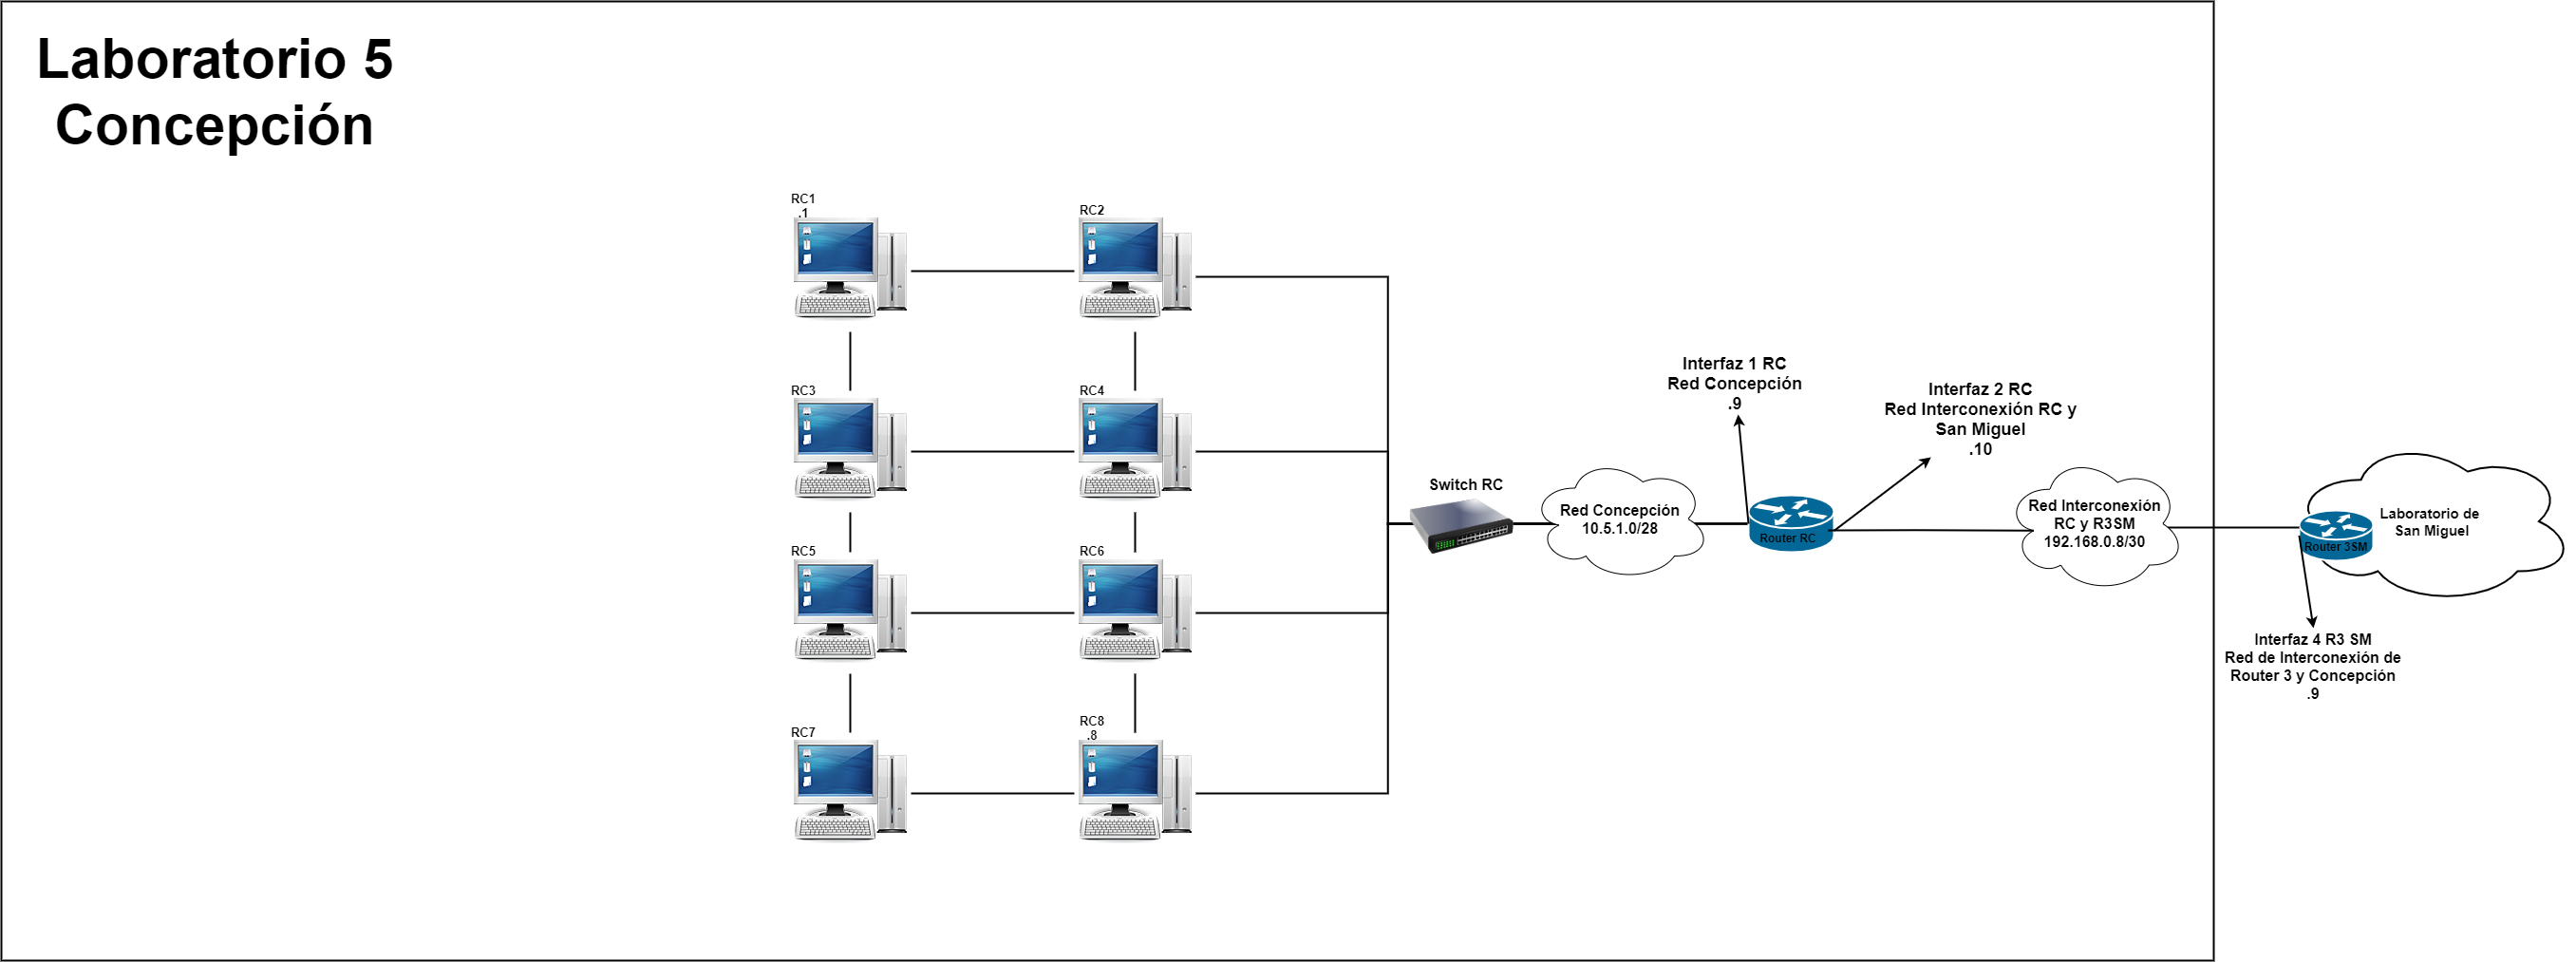 Laboratorio 5
Concepción
RC1
.1
RC2
RC3
RC4
RC5
RC6
RC7
RC8
.8
Switch RC
Red Concepción
10.5.1.0/28
Interfaz 1 RC
Red Concepción
.9
Router RC
Interfaz 2 RC
Red Interconexión RC y
San Miguel
.10
Red Interconexión
RC y R3SM
192.168.0.8/30
Router 3SM
Laboratorio de
San Miguel
Interfaz 4 R3 SM
Red de Interconexión de
Router 3 y Concepción
.9